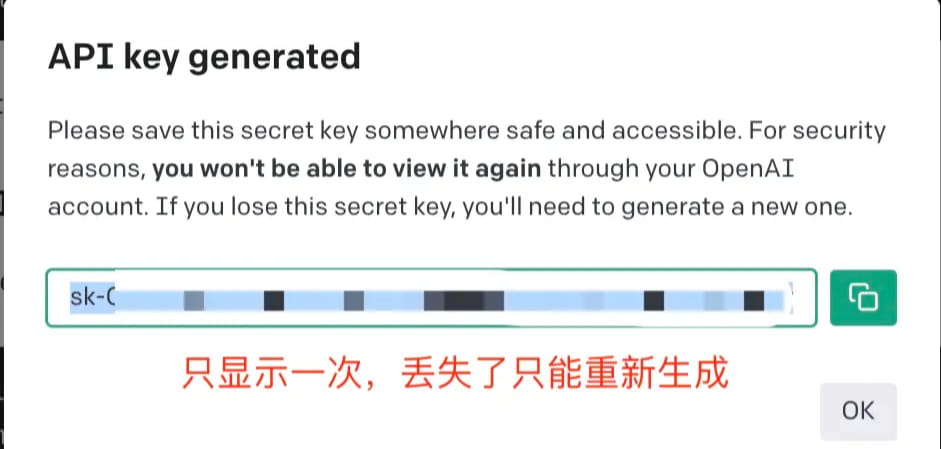 API key generated
Please save this secret key somewhere safe and accessible. For security
reasons, you won't be able to view it again through your OpenAI
account. If you lose this secret key, you'll need to generate a new one.
sk-
只显示一次，丢失了只能重新生成
OK